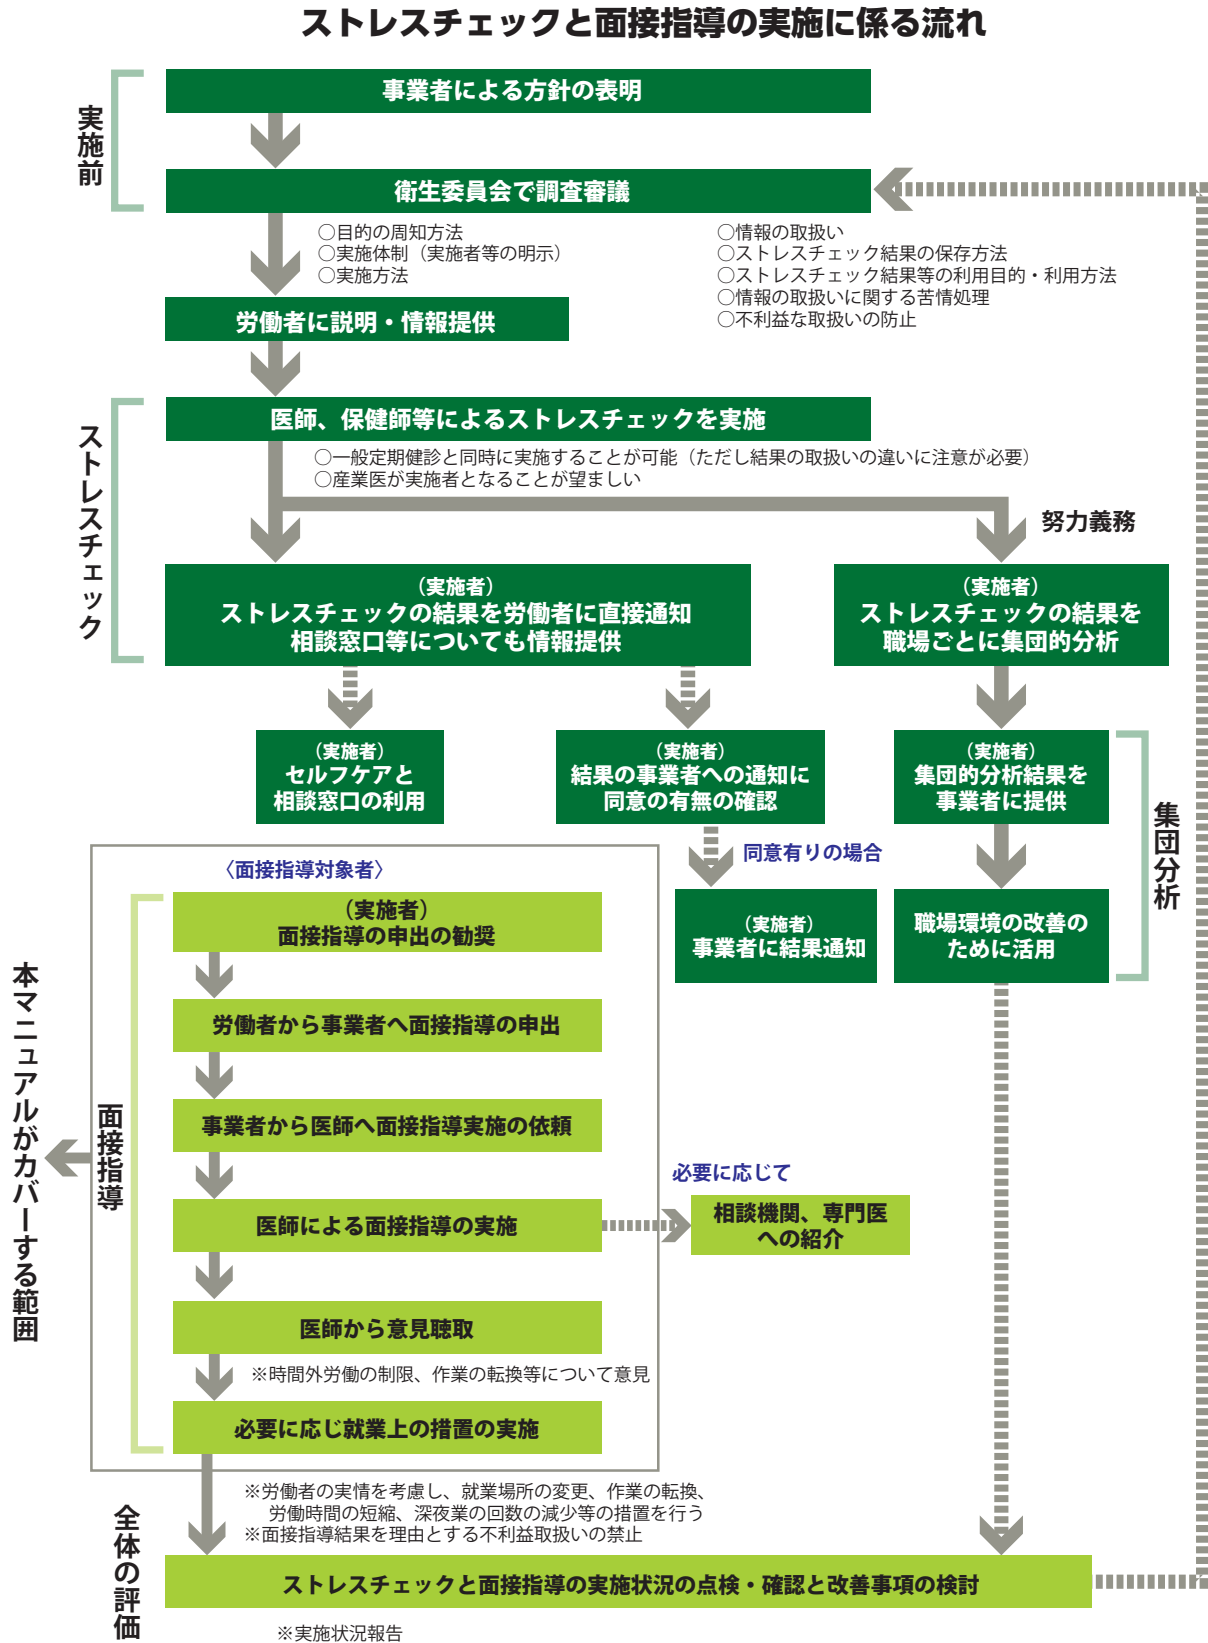 ストレスチェックと面接指導の実施に係る流れ
実施前
事業者による方針の表明
衛生委員会で調査審議
○目的の周知方法
○実施体制（実施者等の明示）
○実施方法
○情報の取扱い
○ストレスチェック結果の保存方法
○ストレスチェック結果等の利用目的・利用方法
○情報の取扱いに関する苦情処理
○不利益な取扱いの防止
労働者に説明・情報提供
ストレスチェック
医師、保健師等によるストレスチェックを実施
○一般定期健診と同時に実施することが可能（ただし結果の取扱いの違いに注意が必要）
○産業医が実施者となることが望ましい
努力義務
（実施者）
ストレスチェックの結果を労働者に直接通知
相談窓口等についても情報提供
（実施者）
ストレスチェックの結果を
職場ごとに集団的分析
（実施者）
セルフケアと
相談窓口の利用
（実施者）
結果の事業者への通知に
同意の有無の確認
（実施者）
集団的分析結果を
事業者に提供
集団分析
同意有りの場合
（実施者）
事業者に結果通知
職場環境の改善の
ために活用
〈面接指導対象者〉
（実施者）
面接指導の申出の勧奨
労働者から事業者へ面接指導の申出
事業者から医師へ面接指導実施の依頼
面接指導
本マニュアルがカバーする範囲
医師による面接指導の実施
必要に応じて
相談機関、専門医
への紹介
医師から意見聴取
※時間外労働の制限、作業の転換等について意見
必要に応じ就業上の措置の実施
※労働者の実情を考慮し、就業場所の変更、作業の転換、
労働時間の短縮、深夜業の回数の減少等の措置を行う
※面接指導結果を理由とする不利益取扱いの禁止
全体の評価
ストレスチェックと面接指導の実施状況の点検・確認と改善事項の検討
※実施状況報告